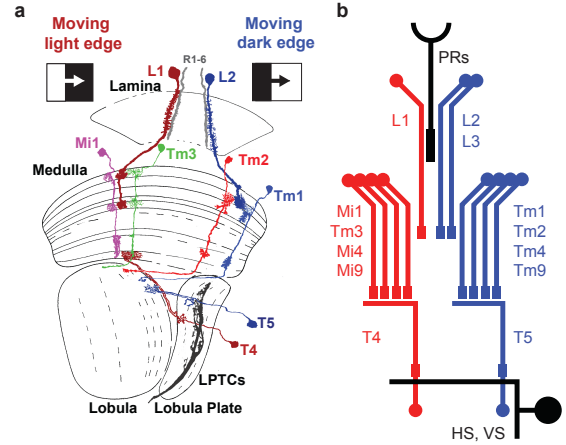 a
Moving
light edge
Moving
dark edge
R1-6
L1
L2
Lamina
Mi1
Tm3
Tm2
Medulla
Tm1
T5
T4
LPTCs
Lobula
Lobula Plate
b
PRs
L1
L2
L3
Mi1
Tm3
Mi4
Mi9
Tm1
Tm2
Tm4
Tm9
T4
T5
HS, VS